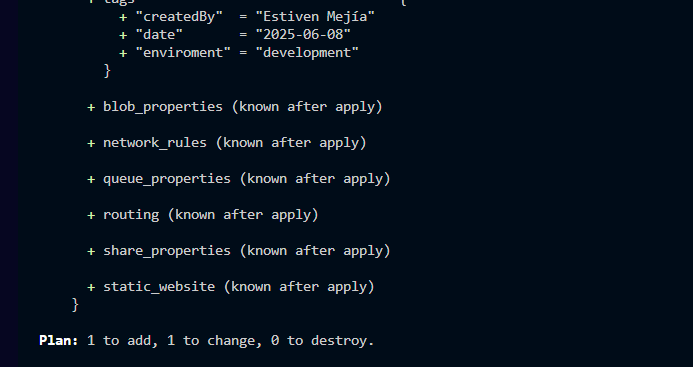 + tags {
+ "createdBy" = "Estiven Mejía"
+ "date" = "2025-06-08"
+ "enviroment" = "development"
}
+ blob_properties (known after apply)
+ network_rules (known after apply)
+ queue_properties (known after apply)
+ routing (known after apply)
+ share_properties (known after apply)
+ static_website (known after apply)
}
Plan: 1 to add, 1 to change, 0 to destroy.